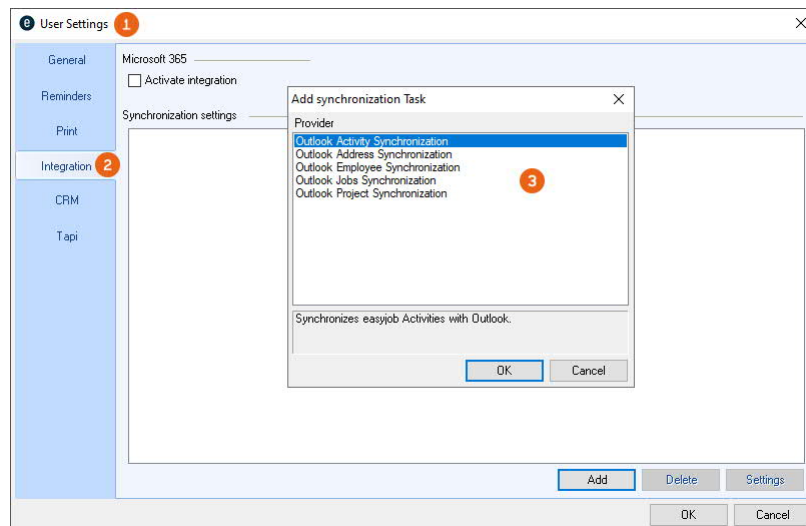 e User Settings 1
General
Reminders
Print
Integration 2
CRM
Tapi
Microsoft 365
Activate integration
Synchronization settings
Add synchronization Task
Provider
Outlook Activity Synchronization
Outlook Address Synchronization
Outlook Employee Synchronization
Outlook Jobs Synchronization
Outlook Project Synchronization
3
Synchronizes easyjob Activities with Outlook.
OK Cancel
Add Delete Settings
OK Cancel